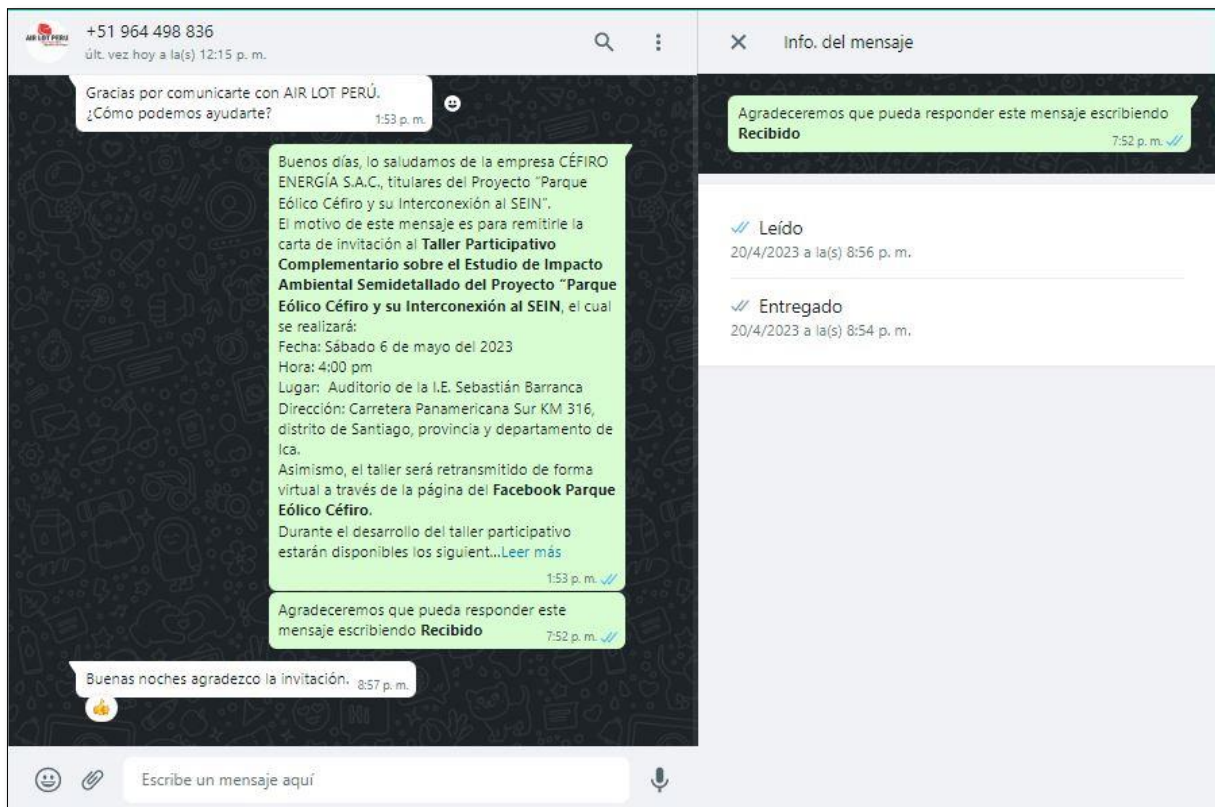 AIR LOT PERU
+51 964 498 836
últ. vez hoy a la(s) 12:15 p. m.
Gracias por comunicarte con AIR LOT PERÚ.
¿Cómo podemos ayudarte?
1:53 p. m.
Buenos días, lo saludamos de la empresa CÉFIRO
ENERGÍA S.A.C., titulares del Proyecto "Parque
Eólico Céfiro y su Interconexión al SEIN".
El motivo de este mensaje es para remitirle la
carta de invitación al Taller Participativo
Complementario sobre el Estudio de Impacto
Ambiental Semidetallado del Proyecto "Parque
Eólico Céfiro y su Interconexión al SEIN, el cual
se realizará:
Fecha: Sábado 6 de mayo del 2023
Hora: 4:00 pm
Lugar: Auditorio de la I.E. Sebastián Barranca
Dirección: Carretera Panamericana Sur KM 316,
distrito de Santiago, provincia y departamento de
Ica.
Asimismo, el taller será retransmitido de forma
virtual a través de la página del Facebook Parque
Eólico Céfiro.
Durante el desarrollo del taller participativo
estarán disponibles los siguient...Leer más
1:53 p. m.
Agradeceremos que pueda responder este
mensaje escribiendo Recibido
7:52 p. m.
Buenas noches agradezco la invitación.
8:57 p. m.
Escribe un mensaje aquí
Info. del mensaje
Agradeceremos que pueda responder este mensaje escribiendo
Recibido
7:52 p. m.
Leído
20/4/2023 a la(s) 8:56 p. m.
Entregado
20/4/2023 a la(s) 8:54 p. m.